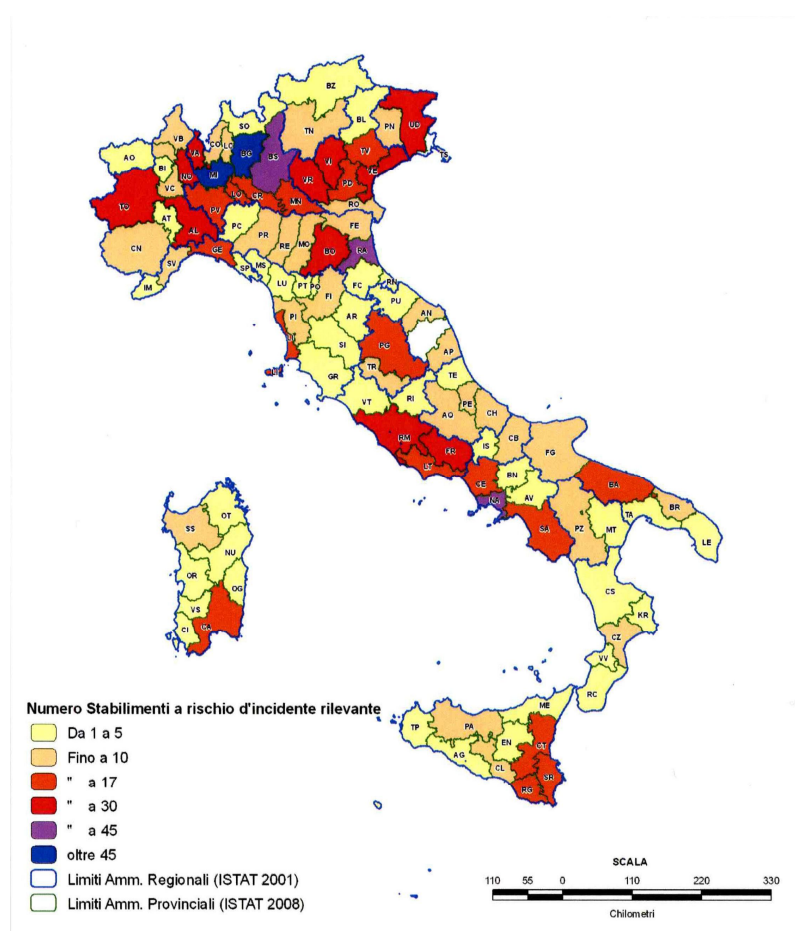 BZ
SO
BL
UD
TN
PN
VB
CO
LC
BG
BS
VA
TV
TS
AO
BI
NO
MI
VI
VR
VE
PD
VC
TO
LO
CR
MN
PV
RO
AT
PC
AL
PR
FE
CN
GE
RE
MO
BO
RA
SV
SP
MS
IM
LU
PT
PO
FC
RN
FI
PU
PI
AR
AN
LI
SI
PG
AP
GR
TR
TE
VT
RI
PE
AQ
CH
RM
FR
IS
CB
FG
LT
CE
BN
NA
AV
BA
SA
PZ
MT
TA
BR
LE
OT
SS
NU
OR
OG
VS
CI
CA
CS
KR
CZ
VV
RC
ME
TP
PA
AG
EN
CL
CT
SR
RG
Numero Stabilimenti a rischio d'incidente rilevante
Da 1 a 5
Fino a 10
" a 17
" a 30
" a 45
oltre 45
Limiti Amm. Regionali (ISTAT 2001)
Limiti Amm. Provinciali (ISTAT 2008)
SCALA
110 55 0 110 220 330
Chilometri